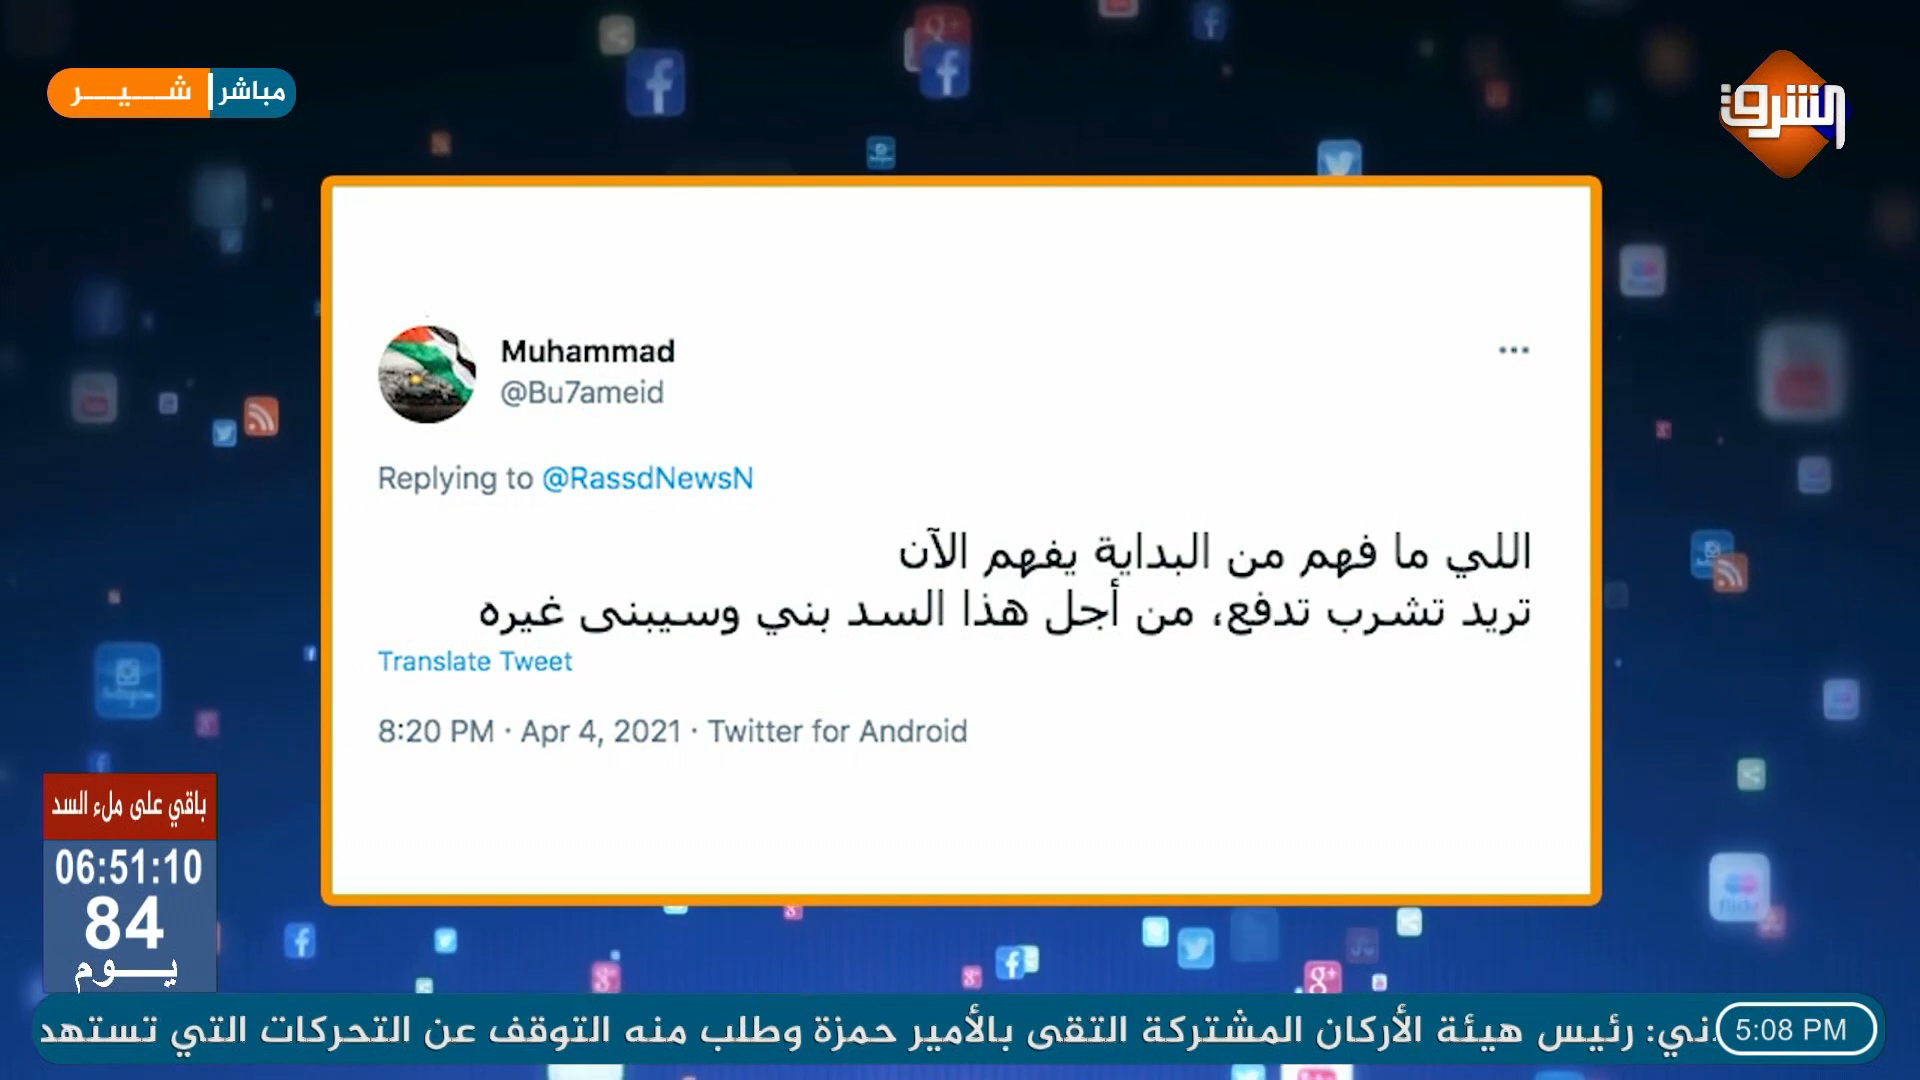 مباشر
شـــيـــر
الشرق
Muhammad
@Bu7ameid
Replying to @RassdNewsN
اللي ما فهم من البداية يفهم الآن
تريد تشرب تدفع، من أجل هذا السد بني وسيبنى غيره
Translate Tweet
8:20 PM · Apr 4, 2021 · Twitter for Android
باقي على ملء السد
06:51:10
84
يـــوم
ني: رئيس هيئة الأركان المشتركة التقى بالأمير حمزة وطلب منه التوقف عن التحركات التي تستهد
5:08 PM